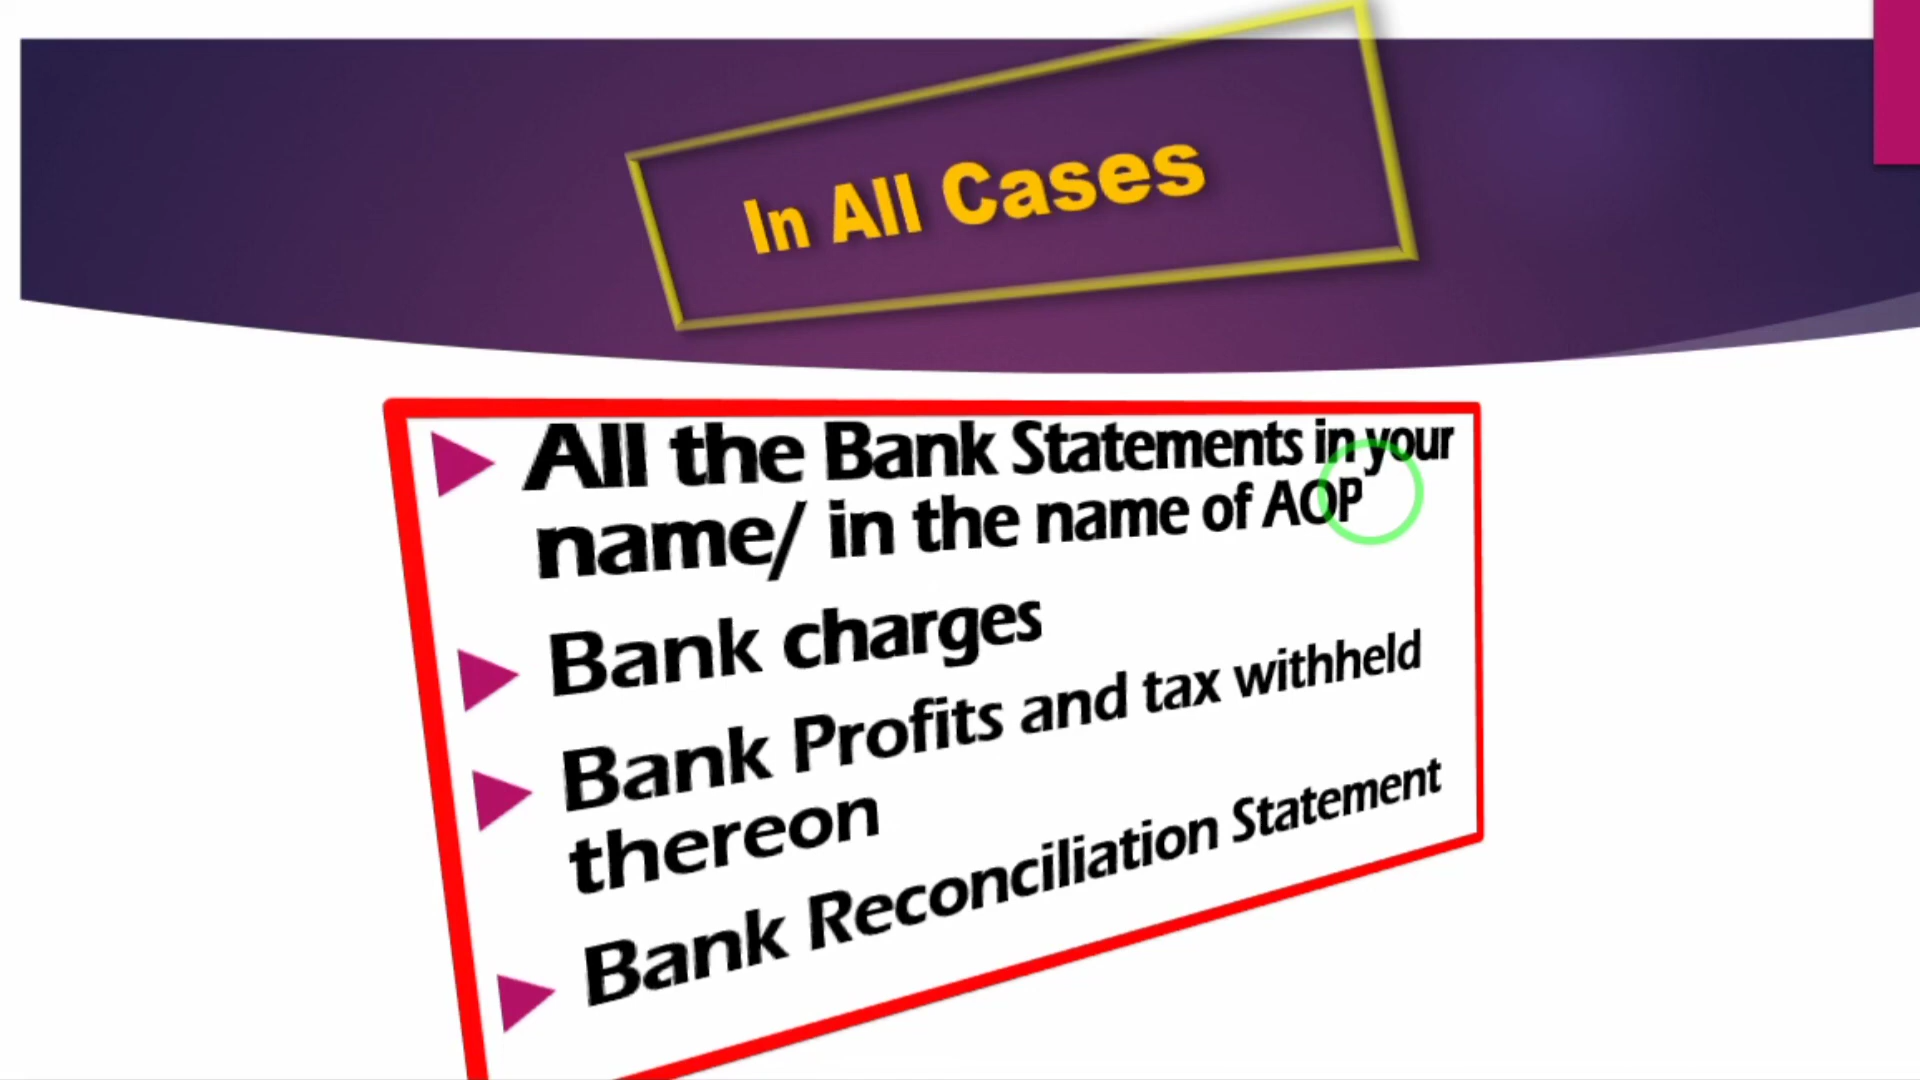 In All Cases
All the Bank Statements in your
name/ in the name of AOP
Bank charges
Bank Profits and tax withheld
thereon
Bank Reconciliation Statement